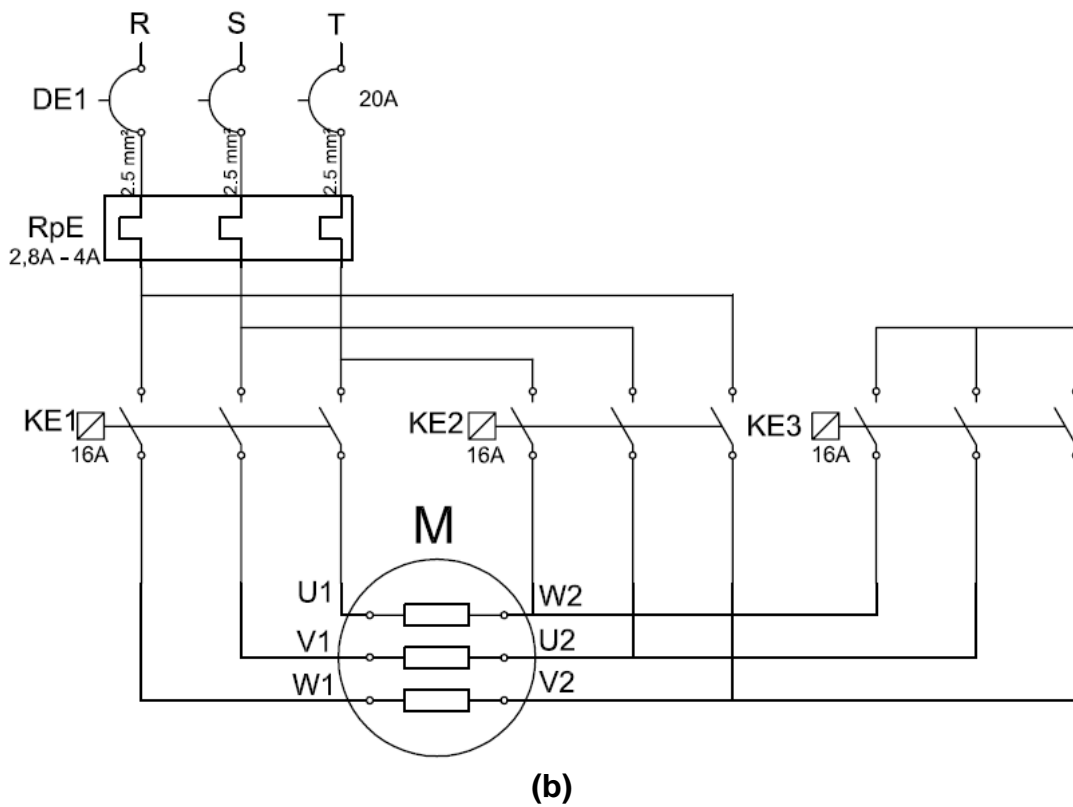 R S T
DE1
20A
2.5 mm²
2.5 mm²
2.5 mm²
RpE
2,8A - 4A
KE1
16A
KE2
16A
KE3
16A
M
U1 W2
V1 U2
W1 V2
(b)